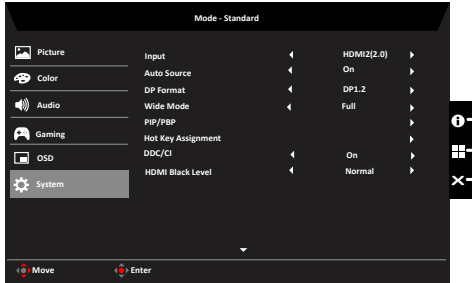 Mode - Standard
Picture
Color
Audio
Gaming
OSD
System
Input HDMI2(2.0)
Auto Source On
DP Format DP1.2
Wide Mode Full
PIP/PBP
Hot Key Assignment
DDC/CI On
HDMI Black Level Normal
Move Enter